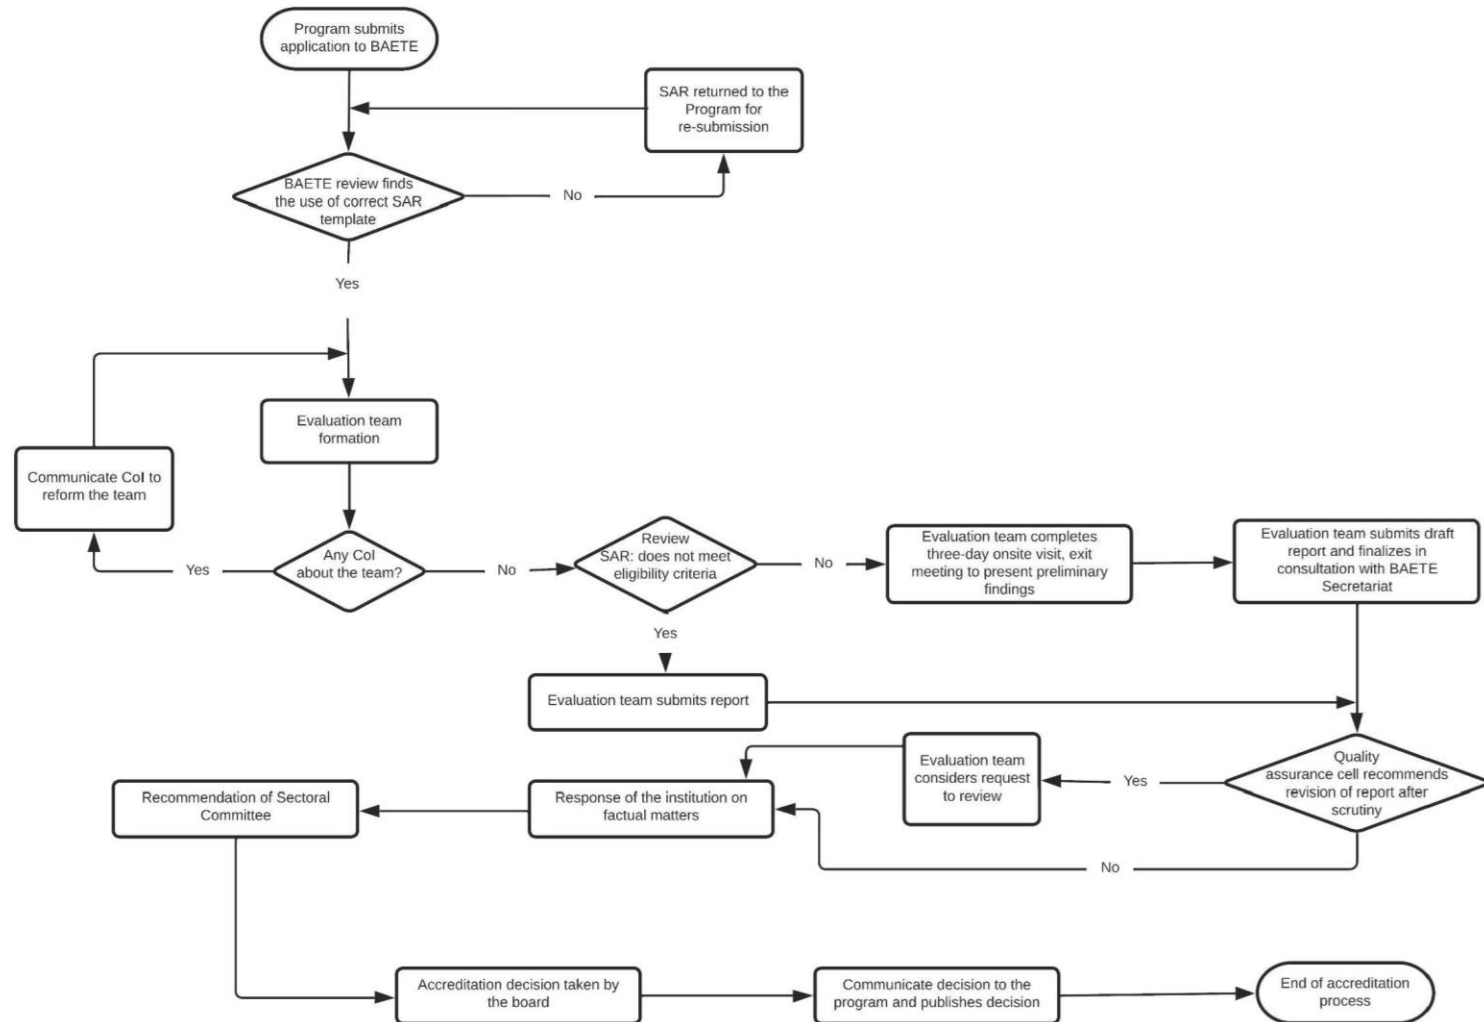 Program submits
application to BAETE
SAR returned to the
Program for
re-submission
BAETE review finds
the use of correct SAR
template
No
Yes
Evaluation team
formation
Communicate CoI to
reform the team
Any CoI
about the team?
Yes
No
Review
SAR: does not meet
eligibility criteria
No
Evaluation team completes
three-day onsite visit, exit
meeting to present preliminary
findings
Evaluation team submits draft
report and finalizes in
consultation with BAETE
Secretariat
Yes
Evaluation team submits report
Quality
assurance cell recommends
revision of report after
scrutiny
Yes
Evaluation team
considers request
to review
No
Response of the institution on
factual matters
Recommendation of Sectoral
Committee
Accreditation decision taken by
the board
Communicate decision to the
program and publishes decision
End of accreditation
process